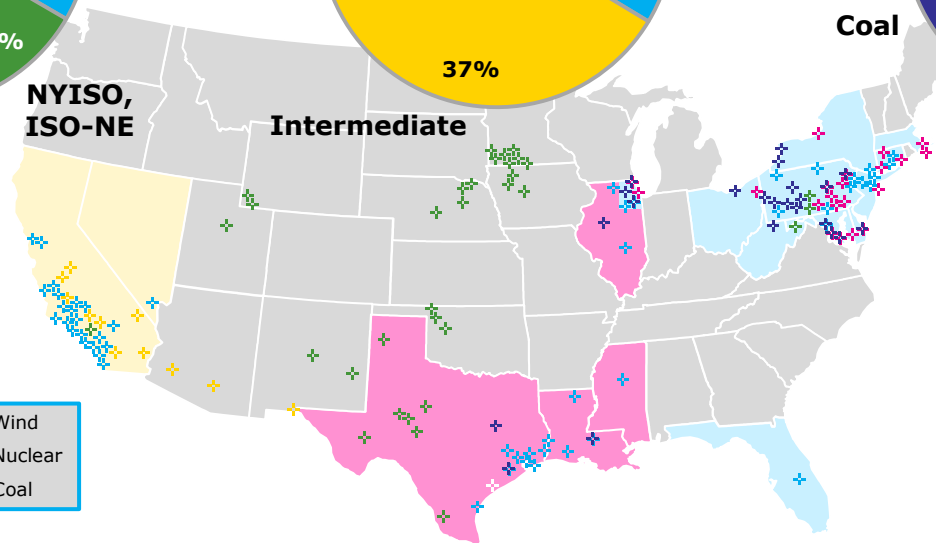 %
37%
Coal
NYISO,
ISO-NE
Intermediate
Wind
Nuclear
Coal